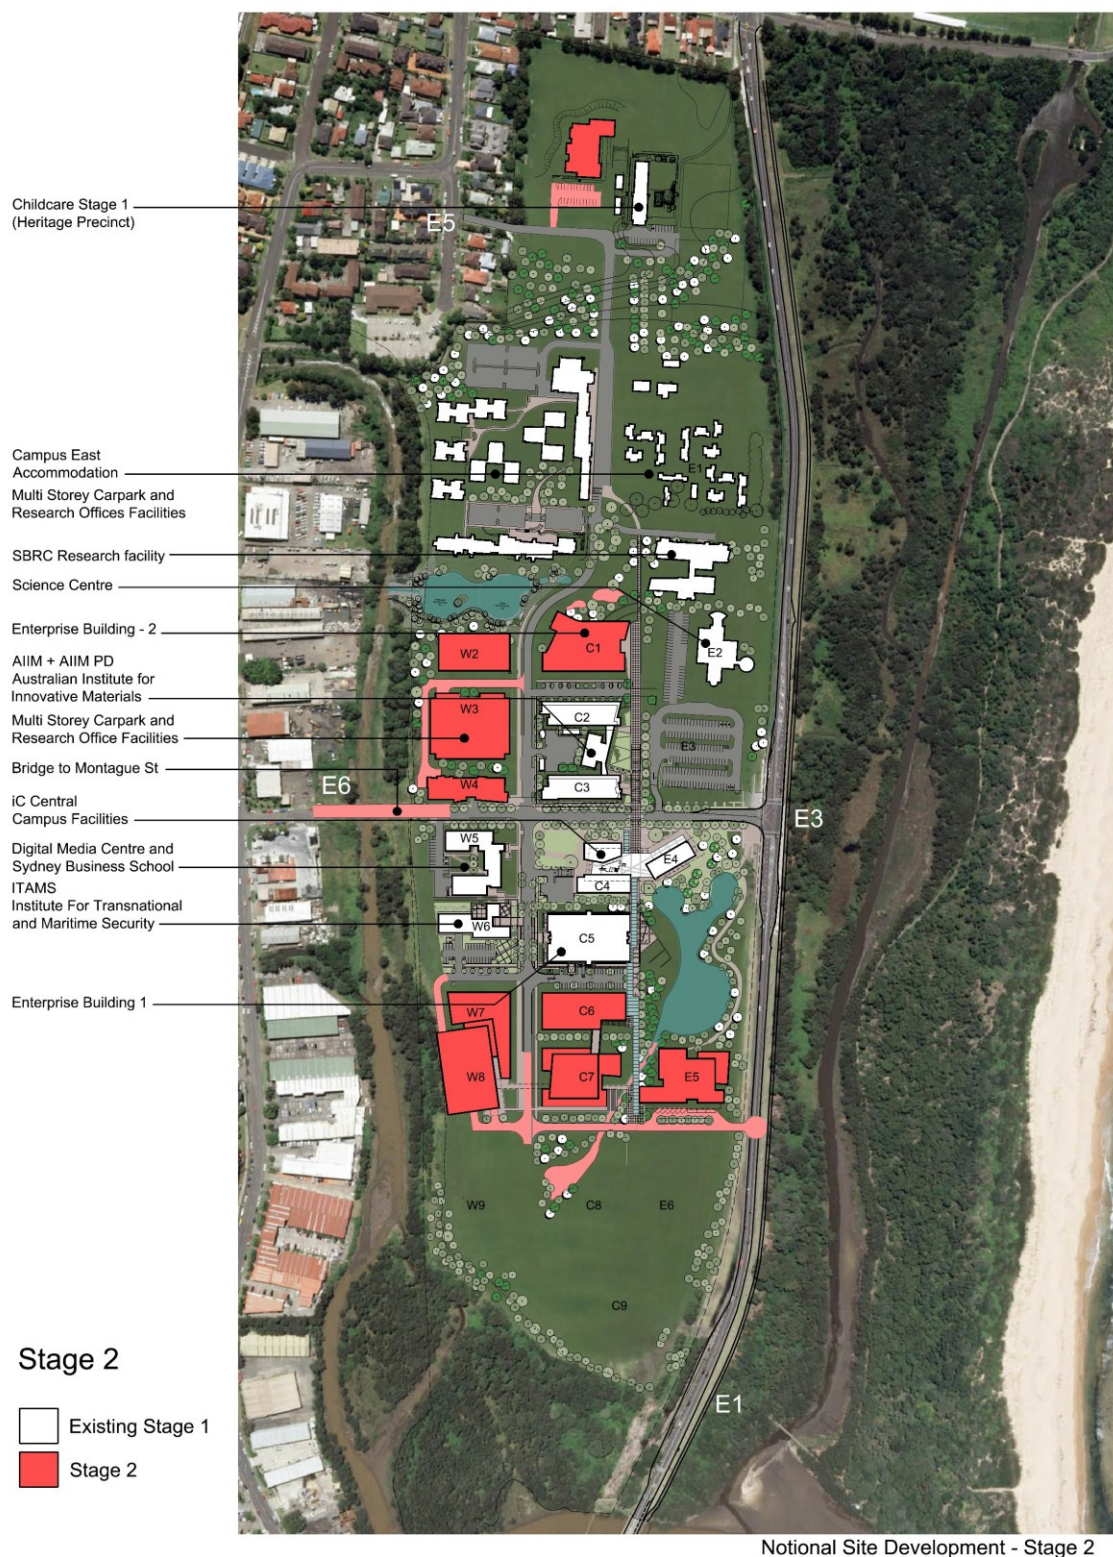 Childcare Stage 1
(Heritage Precinct)
E5
Campus East
Accommodation
E1
Multi Storey Carpark and
Research Offices Facilities
SBRC Research facility
Science Centre
Enterprise Building - 2
W2
C1
E2
AIIM + AIIM PD
Australian Institute for
Innovative Materials
W3
C2
Multi Storey Carpark and
Research Office Facilities
E3
Bridge to Montague St
W4
C3
E6
E3
iC Central
Campus Facilities
W5
E4
Digital Media Centre and
Sydney Business School
C4
ITAMS
Institute For Transnational
and Maritime Security
W6
C5
Enterprise Building 1
W7
C6
W8
C7
E5
W9
C8
E6
C9
E1
Stage 2
Existing Stage 1
Stage 2
Notional Site Development - Stage 2